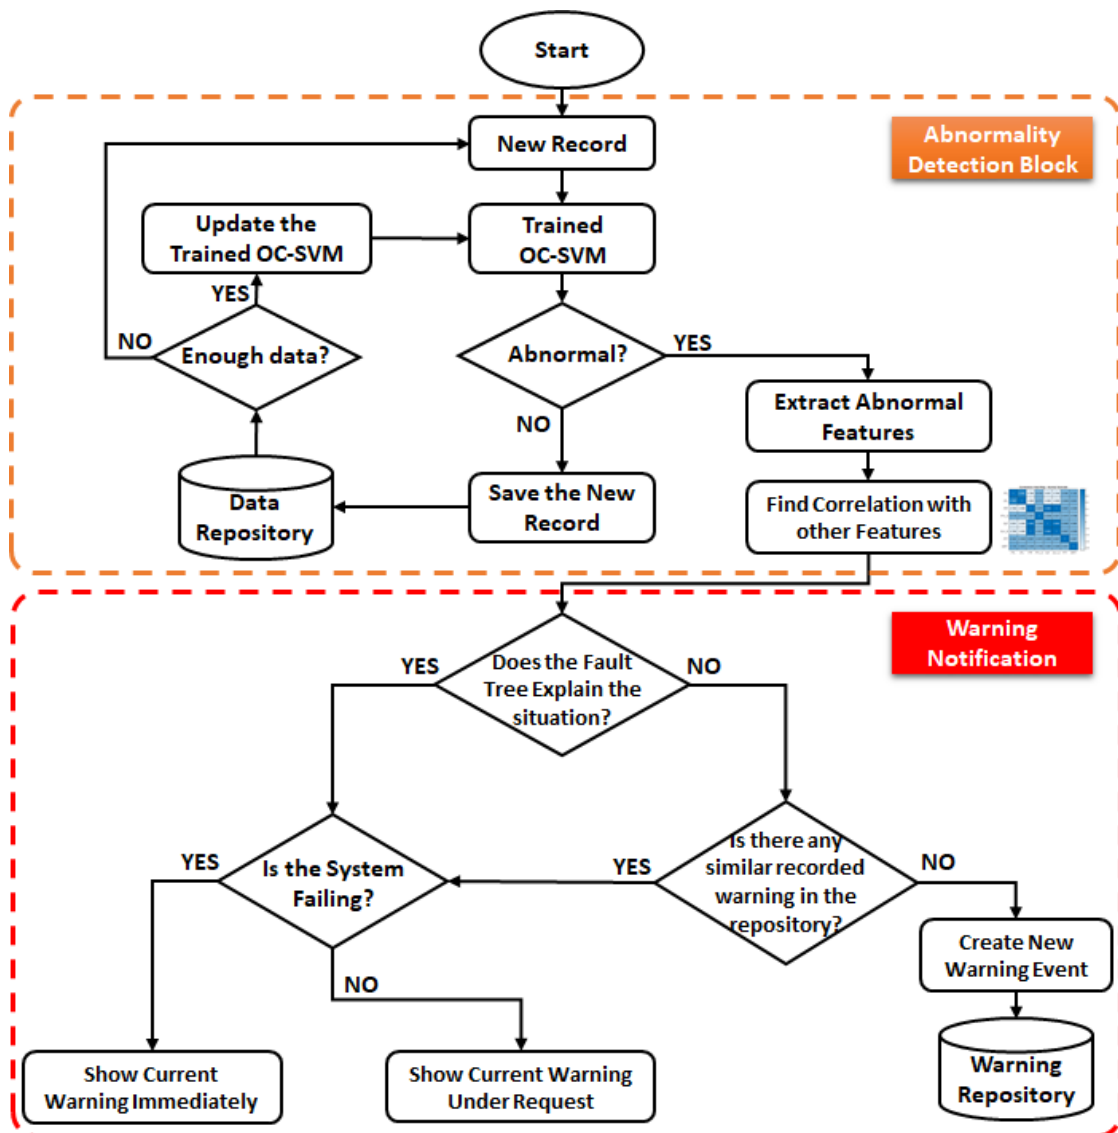 Start
Abnormality
Detection Block
New Record
Update the
Trained OC-SVM
Trained
OC-SVM
YES
NO
Enough data?
Abnormal?
YES
Extract Abnormal
Features
NO
Data
Repository
Save the New
Record
Find Correlation with
other Features
Warning
Notification
YES
Does the Fault
Tree Explain the
situation?
NO
YES
Is the System
Failing?
YES
Is there any
similar recorded
warning in the
repository?
NO
Create New
Warning Event
NO
Show Current
Warning Immediately
Show Current Warning
Under Request
Warning
Repository